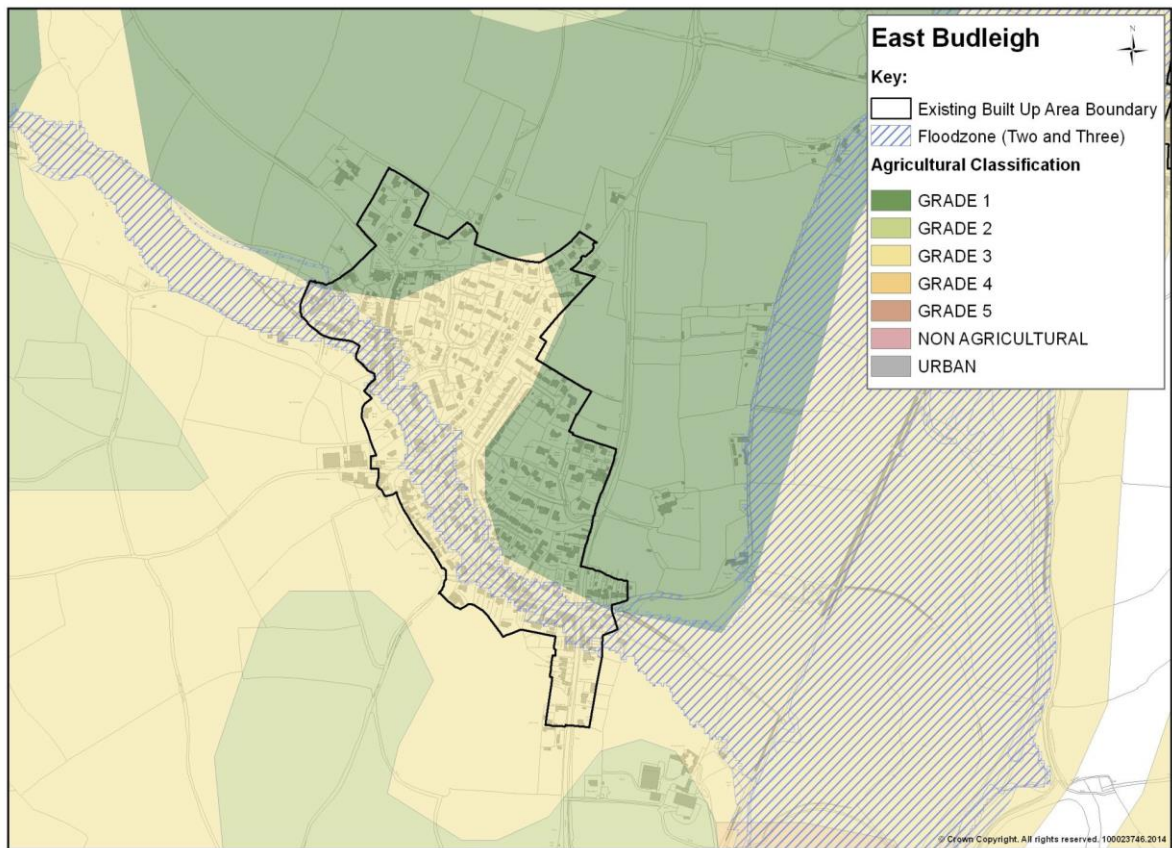 East Budleigh
N
Key:
Existing Built Up Area Boundary
Floodzone (Two and Three)
Agricultural Classification
GRADE 1
GRADE 2
GRADE 3
GRADE 4
GRADE 5
NON AGRICULTURAL
URBAN
© Crown Copyright. All rights reserved. 100023746.2014